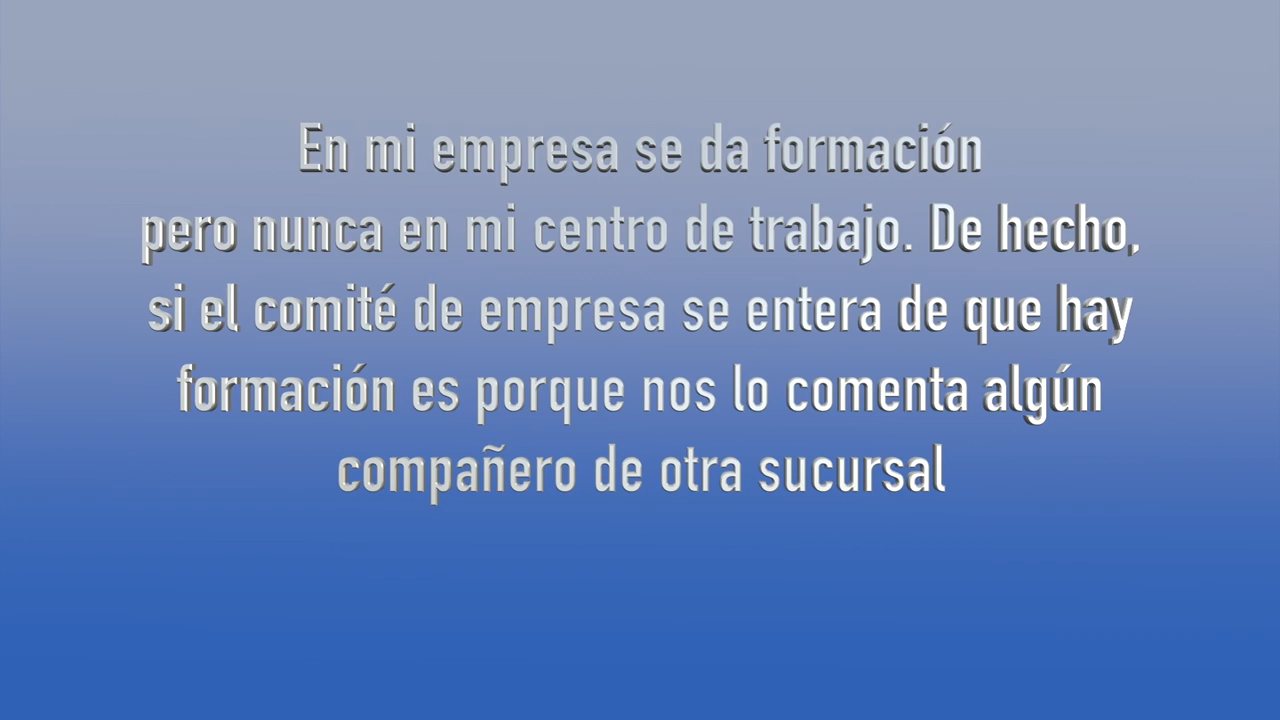 En mi empresa se da formación
pero nunca en mi centro de trabajo. De hecho,
si el comité de empresa se entera de que hay
formación es porque nos lo comenta algún
compañero de otra sucursal